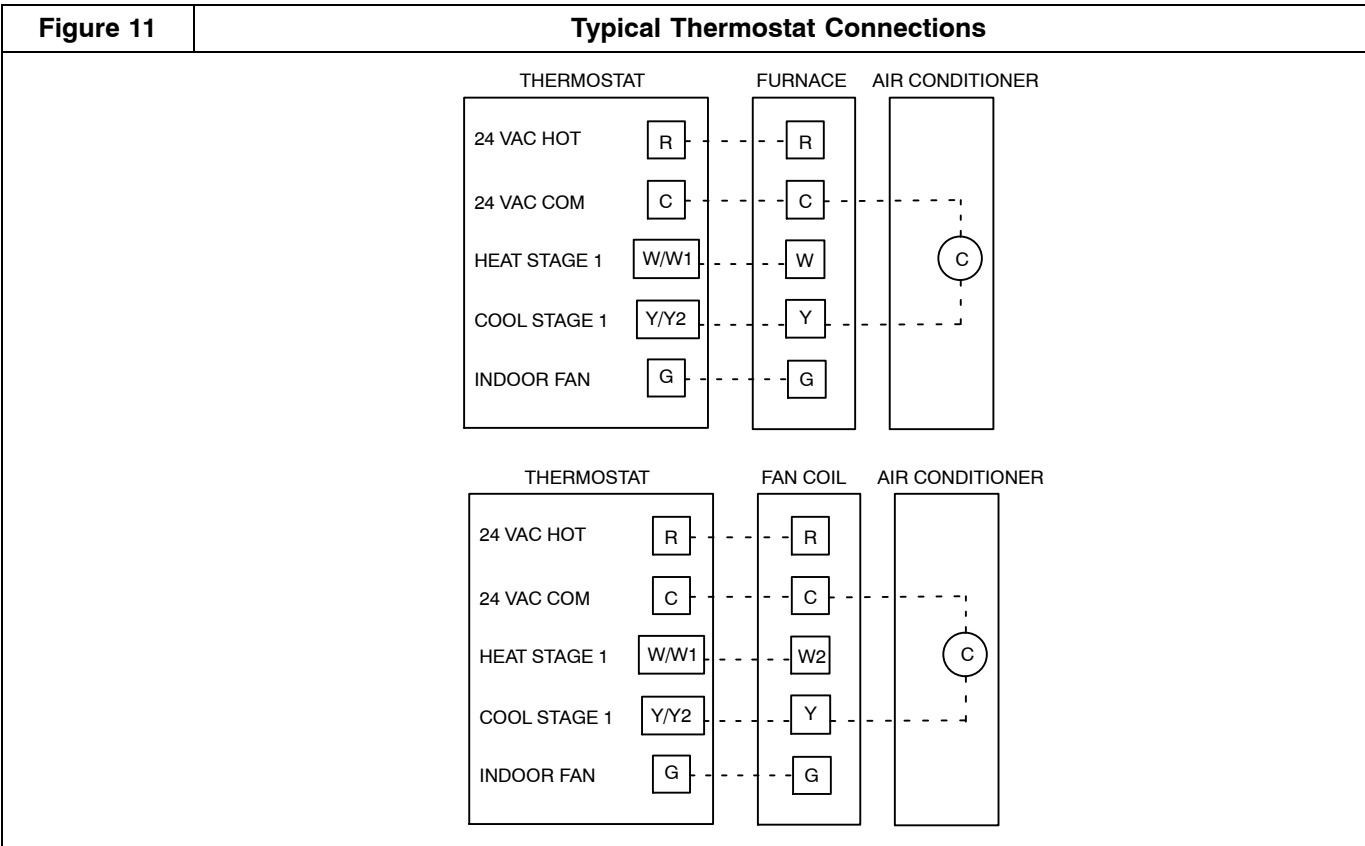 Figure 11 Typical Thermostat Connections
THERMOSTAT FURNACE AIR CONDITIONER
24 VAC HOT R R
24 VAC COM C C
HEAT STAGE 1 W/W1 W C
COOL STAGE 1 Y/Y2 Y
INDOOR FAN G G
THERMOSTAT FAN COIL AIR CONDITIONER
24 VAC HOT R R
24 VAC COM C C
HEAT STAGE 1 W/W1 W2 C
COOL STAGE 1 Y/Y2 Y
INDOOR FAN G G